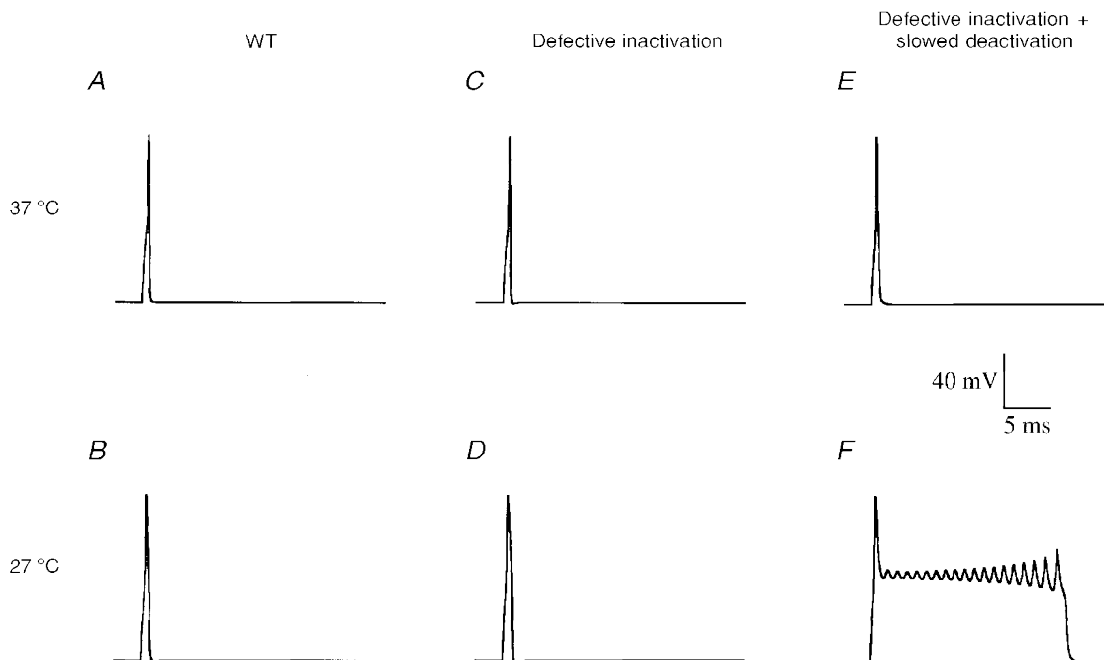 WT
Defective inactivation
Defective inactivation +
slowed deactivation
A
C
E
37 °C
40 mV
5 ms
B
D
F
27 °C